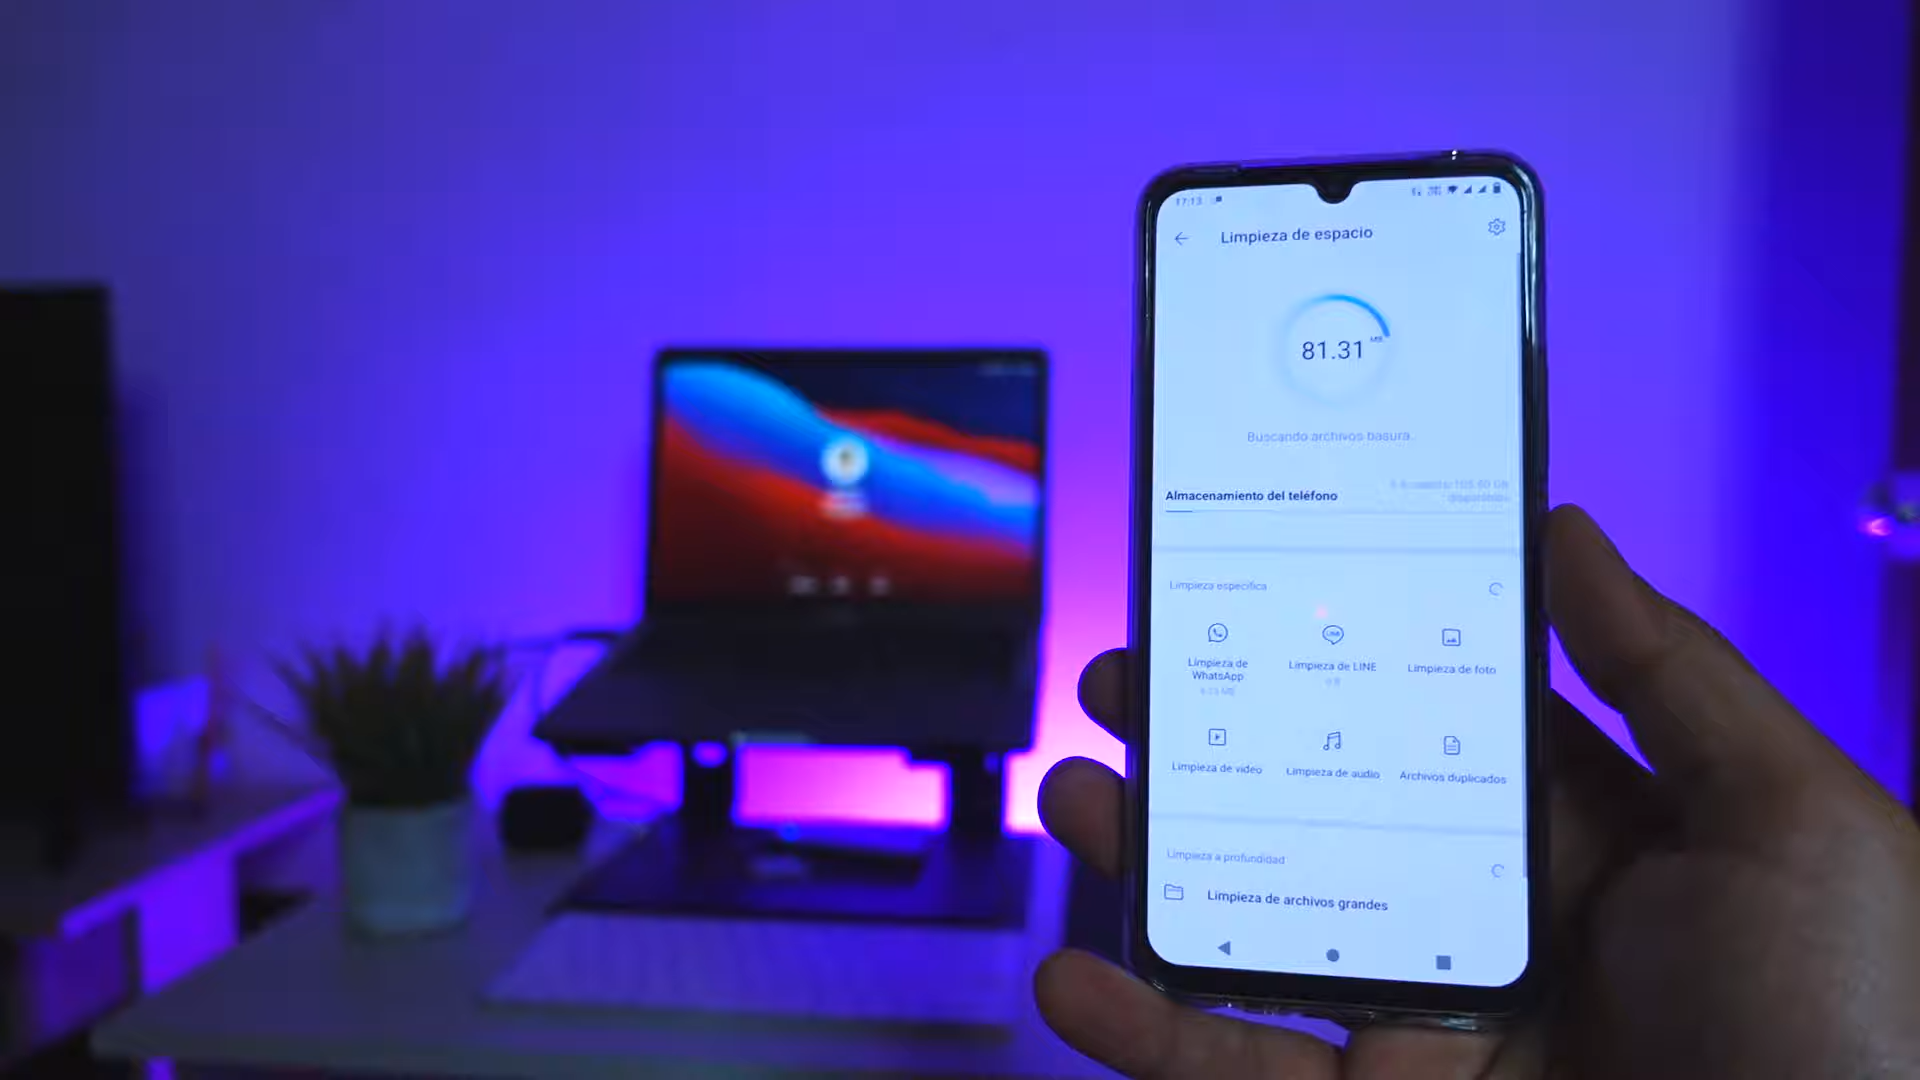 17:13
Limpieza de espacio
81.31 MB
Buscando archivos basura.
Almacenamiento del teléfono
Limpieza específica
Limpieza de
WhatsApp
Limpieza de LINE
LINE
Limpieza de foto
Limpieza de video
Limpieza de audio
Archivos duplicados
Limpieza a profundidad
Limpieza de archivos grandes